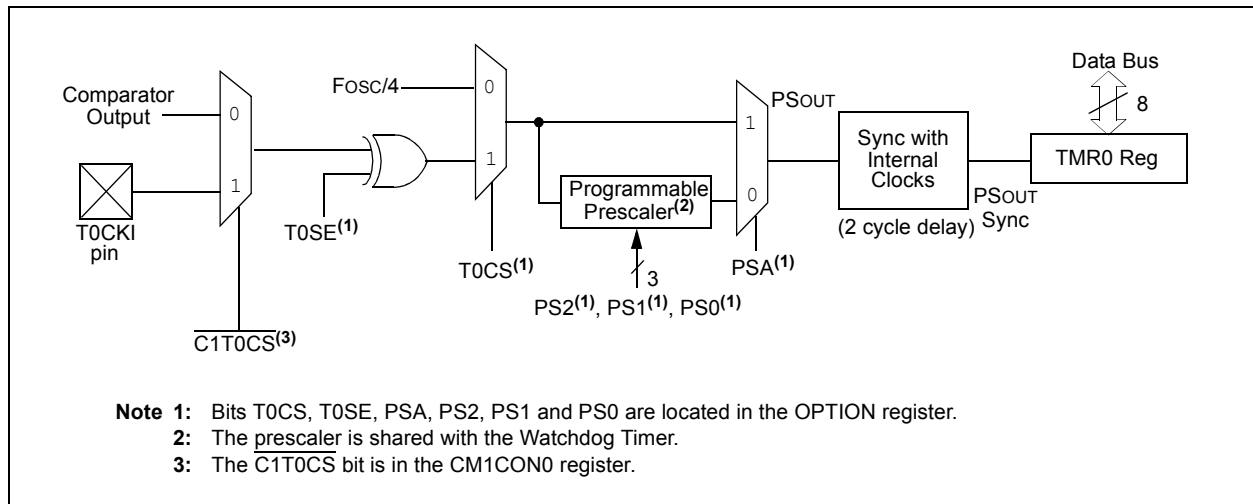 Data Bus
8
Comparator
Output
T0CKI
pin
0
1
C1T0CS(3)
T0SE(1)
FOSC/4
0
1
T0CS(1)
Programmable
Prescaler(2)
3
PS2(1), PS1(1), PS0(1)
1
0
PSA(1)
PSOUT
Sync with
Internal
Clocks
(2 cycle delay)
PSOUT
Sync
TMR0 Reg
Note 1: Bits T0CS, T0SE, PSA, PS2, PS1 and PS0 are located in the OPTION register.
2: The prescaler is shared with the Watchdog Timer.
3: The C1T0CS bit is in the CM1CON0 register.